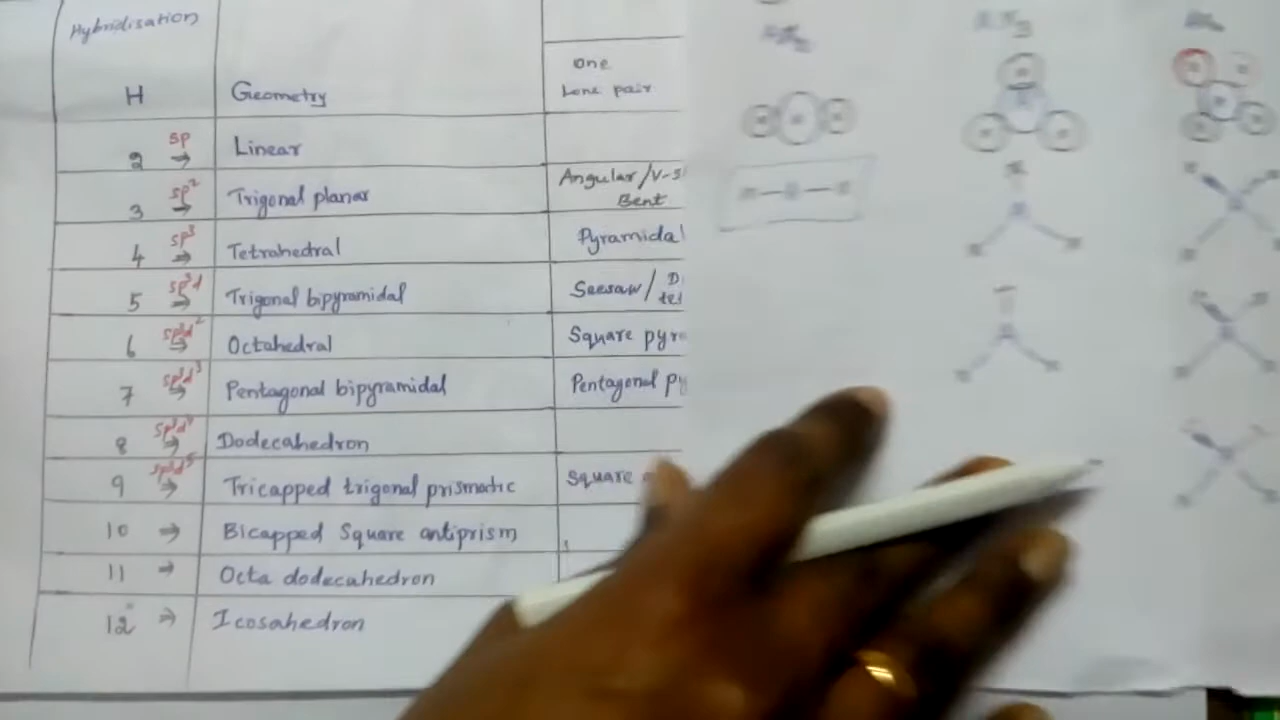 Hybridisation
H
Geometry
one
Lone pair
2 sp → Linear
3 sp² → Trigonal planar
Angular/V-S
Bent
4 sp³ → Tetrahedral
Pyramidal
5 sp³d → Trigonal bipyramidal
Seesaw/
6 sp³d² → Octahedral
Square pyr
7 sp³d³ → Pentagonal bipyramidal
Pentagonal py
8 sp³d⁴ → Dodecahedron
9 sp³d⁵ → Tricapped trigonal prismatic
Square
10 → Bicapped Square antiprism
11 → Octa dodecahedron
12 → Icosahedron